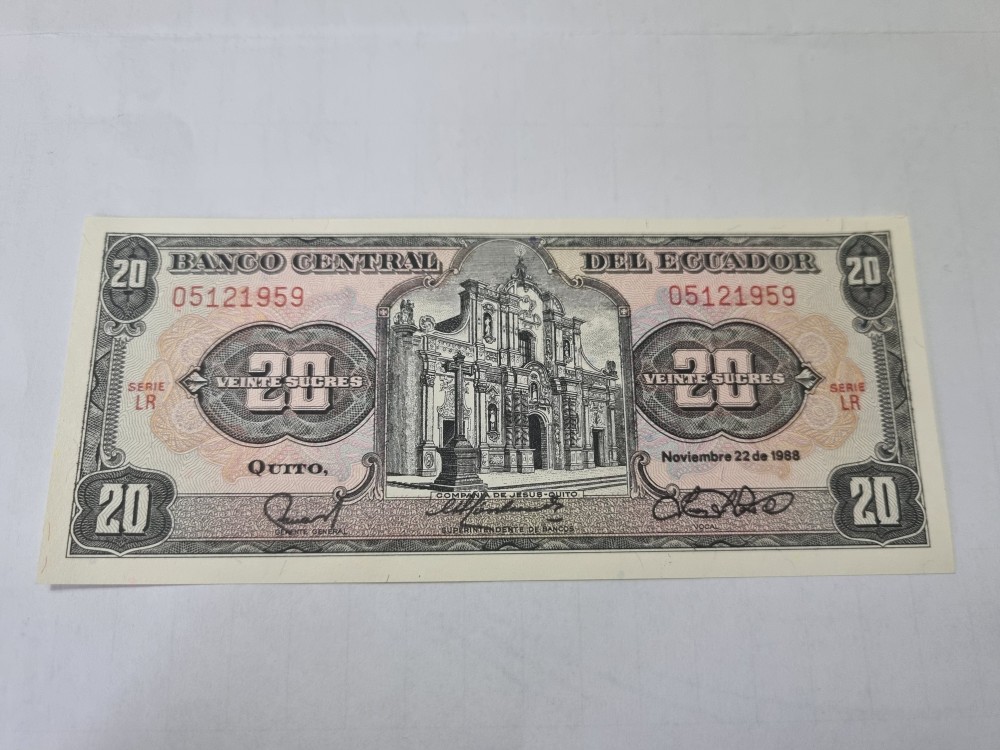 20 BANCO CENTRAL DEL ECUADOR 20
05121959 05121959
20 20
VEINTE SUCRES VEINTE SUCRES
SERIE LR SERIE LR
QUITO, Noviembre 22 de 1988
20 COMPAÑIA DE JESUS-QUITO 20
GERENTE GENERAL SUPERINTENDENTE DE BANCOS VOCAL